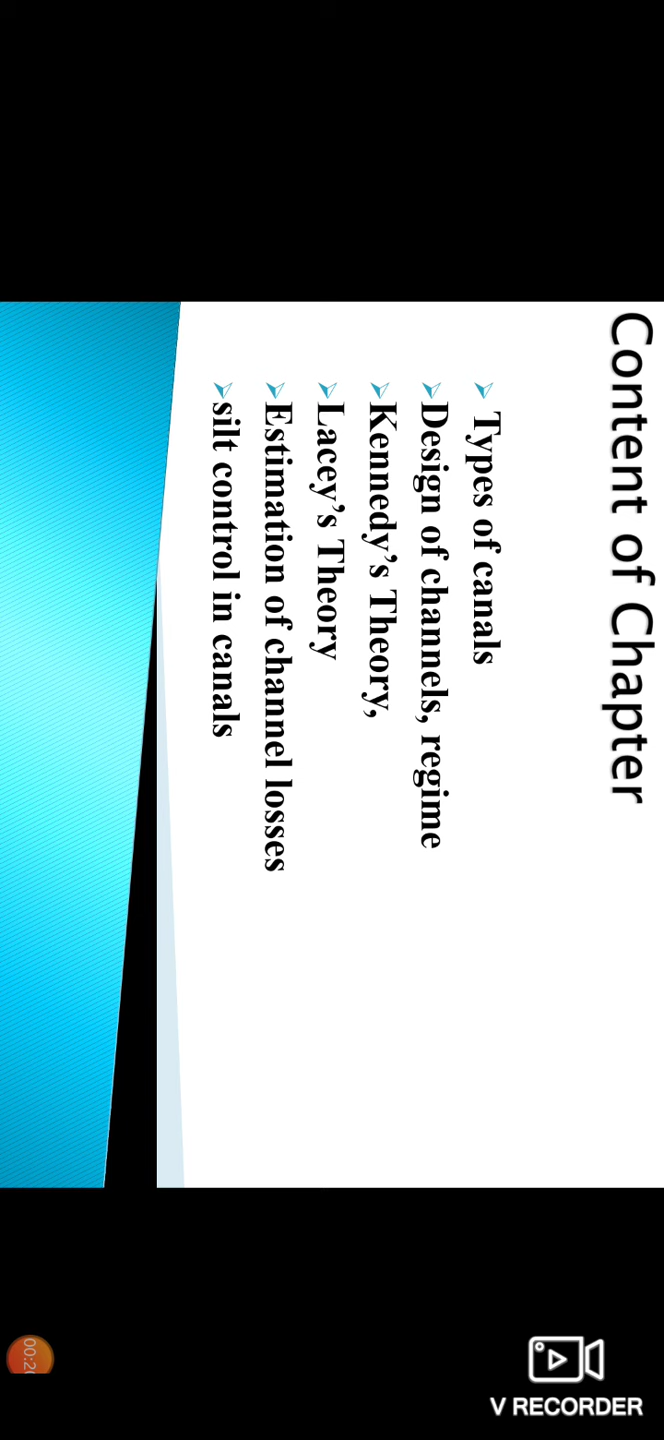 Content of Chapter
Types of canals
Design of channels, regime
Kennedy’s Theory,
Lacey’s Theory
Estimation of channel losses
silt control in canals
V RECORDER